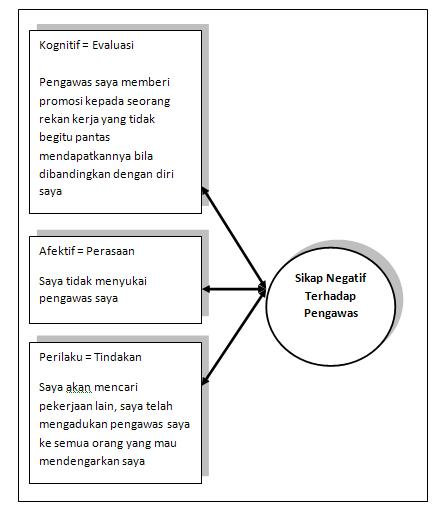 Kognitif = Evaluasi
Pengawas saya memberi
promosi kepada seorang
rekan kerja yang tidak
begitu pantas
mendapatkannya bila
dibandingkan dengan diri
saya
Afektif = Perasaan
Saya tidak menyukai
pengawas saya
Perilaku = Tindakan
Saya akan mencari
pekerjaan lain, saya telah
mengadukan pengawas saya
ke semua orang yang mau
mendengarkan saya
Sikap Negatif
Terhadap
Pengawas